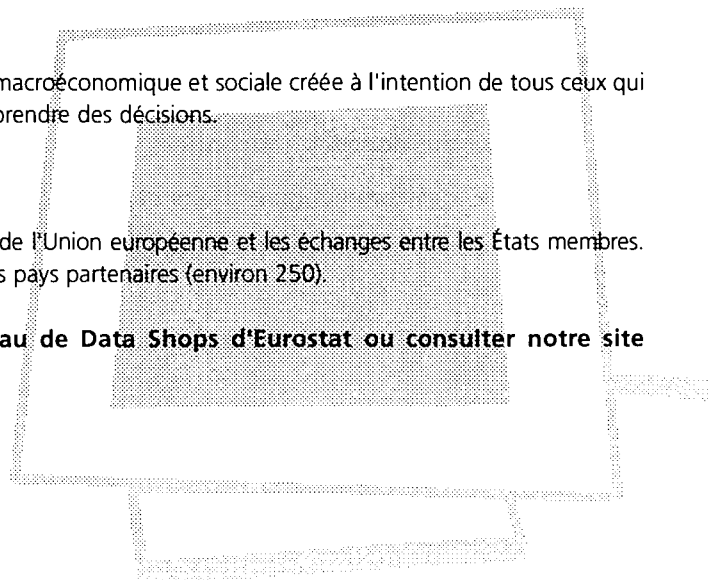 macroéconomique et sociale créée à l'intention de tous ceux qui
prendre des décisions.
de l'Union européenne et les échanges entre les États membres.
s pays partenaires (environ 250).
au de Data Shops d'Eurostat ou consulter notre site